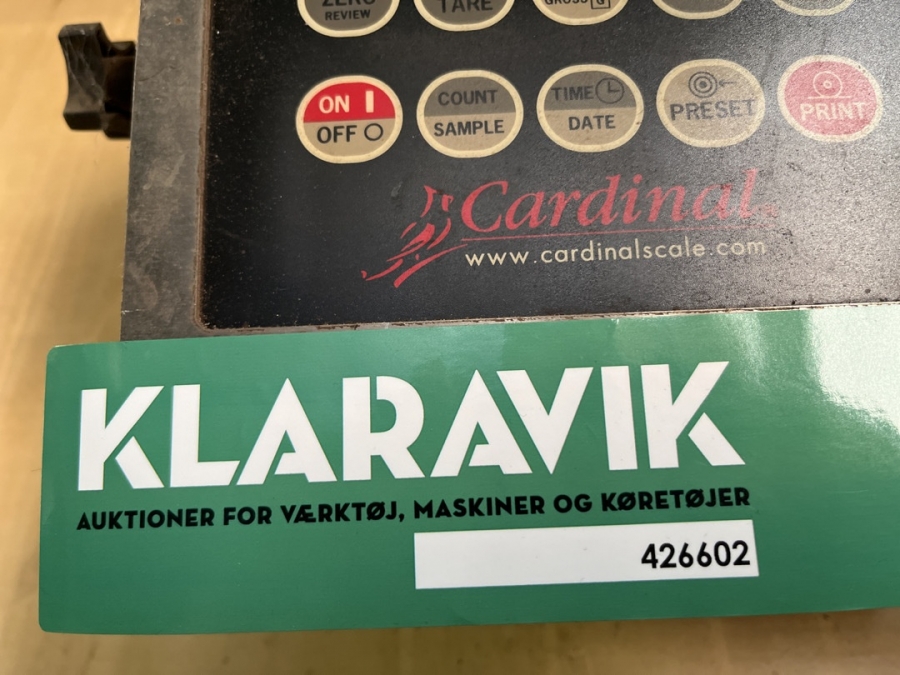 ZERO TARE GROSS G
REVIEW
ON I COUNT TIME PRESET PRINT
OFF O SAMPLE DATE
Cardinal
www.cardinalscale.com
KLARAVIK
AUKTIONER FOR VÆRKTØJ, MASKINER OG KØRETØJER
426602